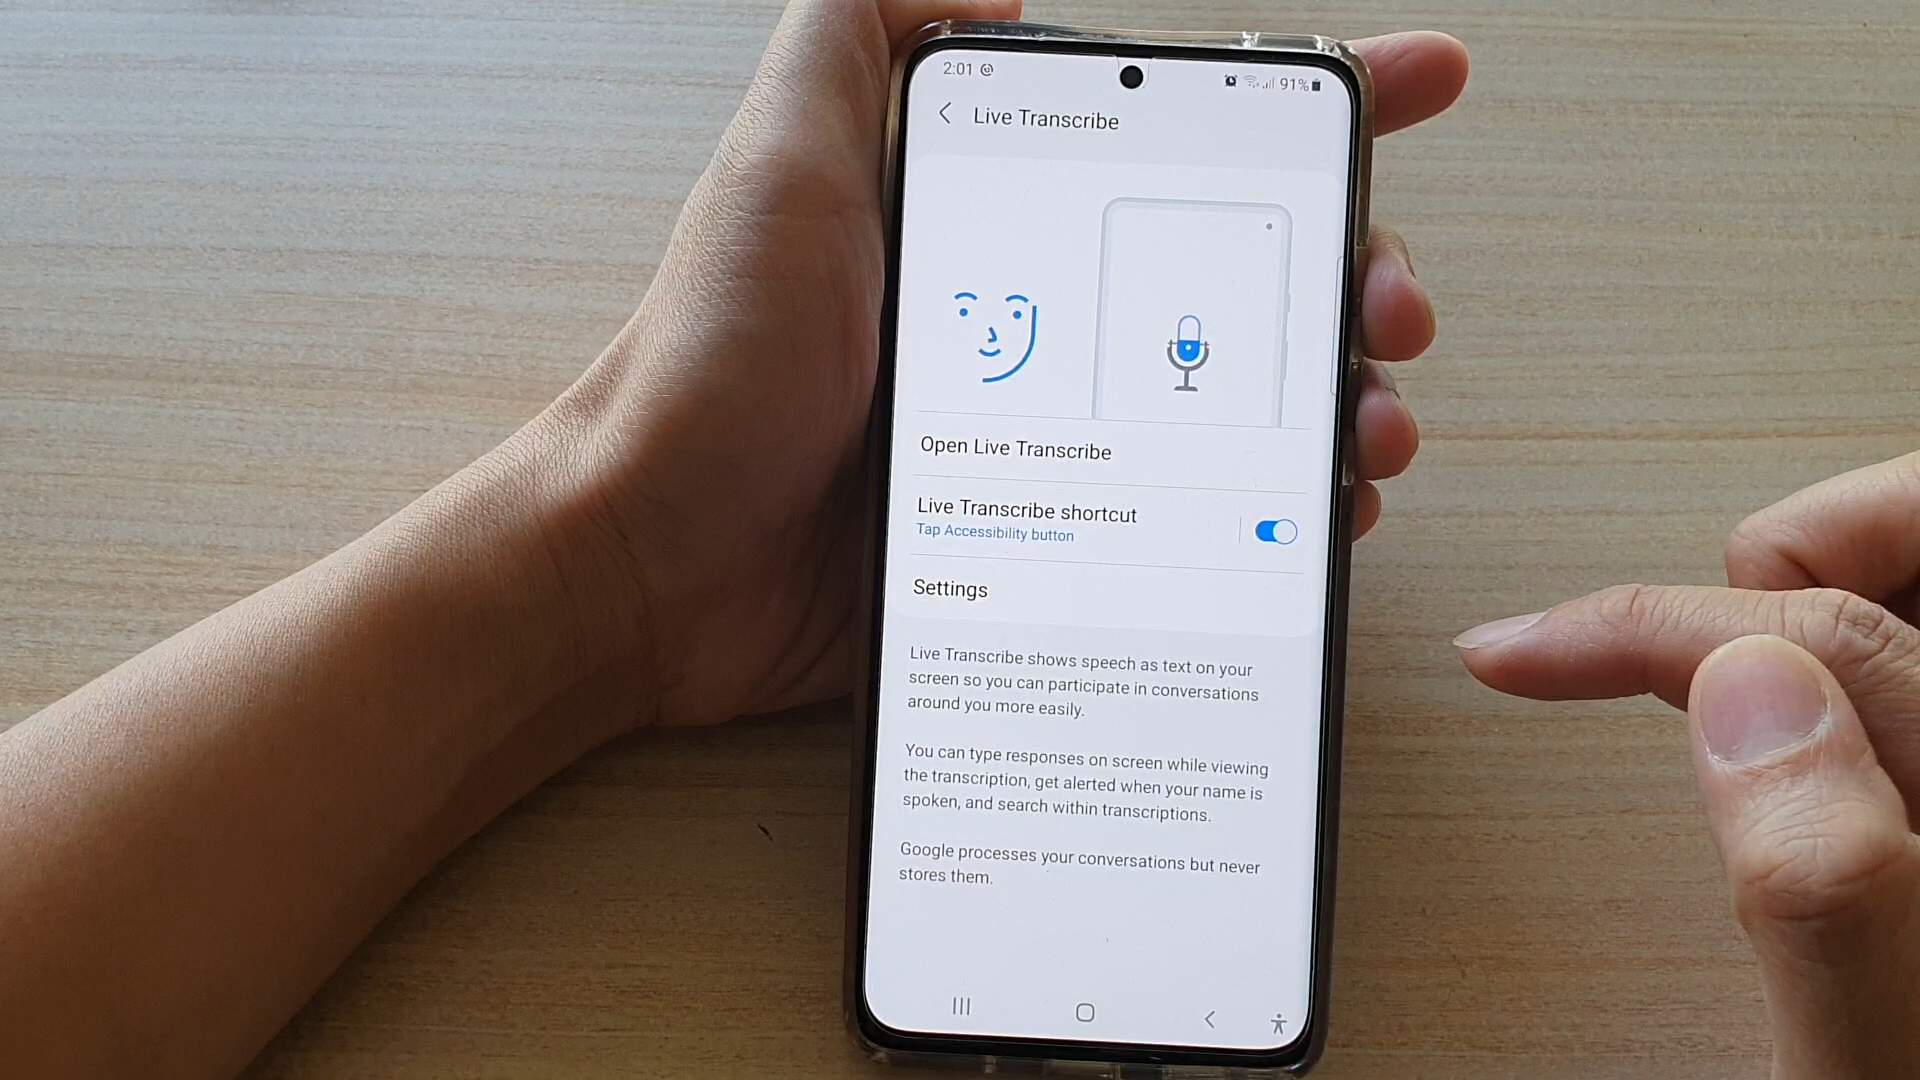 2:01 91%
Live Transcribe
Open Live Transcribe
Live Transcribe shortcut
Tap Accessibility button
Settings
Live Transcribe shows speech as text on your
screen so you can participate in conversations
around you more easily.
You can type responses on screen while viewing
the transcription, get alerted when your name is
spoken, and search within transcriptions.
Google processes your conversations but never
stores them.